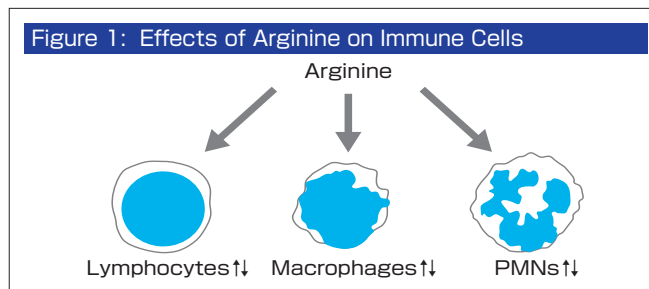 Figure 1: Effects of Arginine on Immune Cells
Arginine
Lymphocytes↑↓ Macrophages↑↓ PMNs↑↓